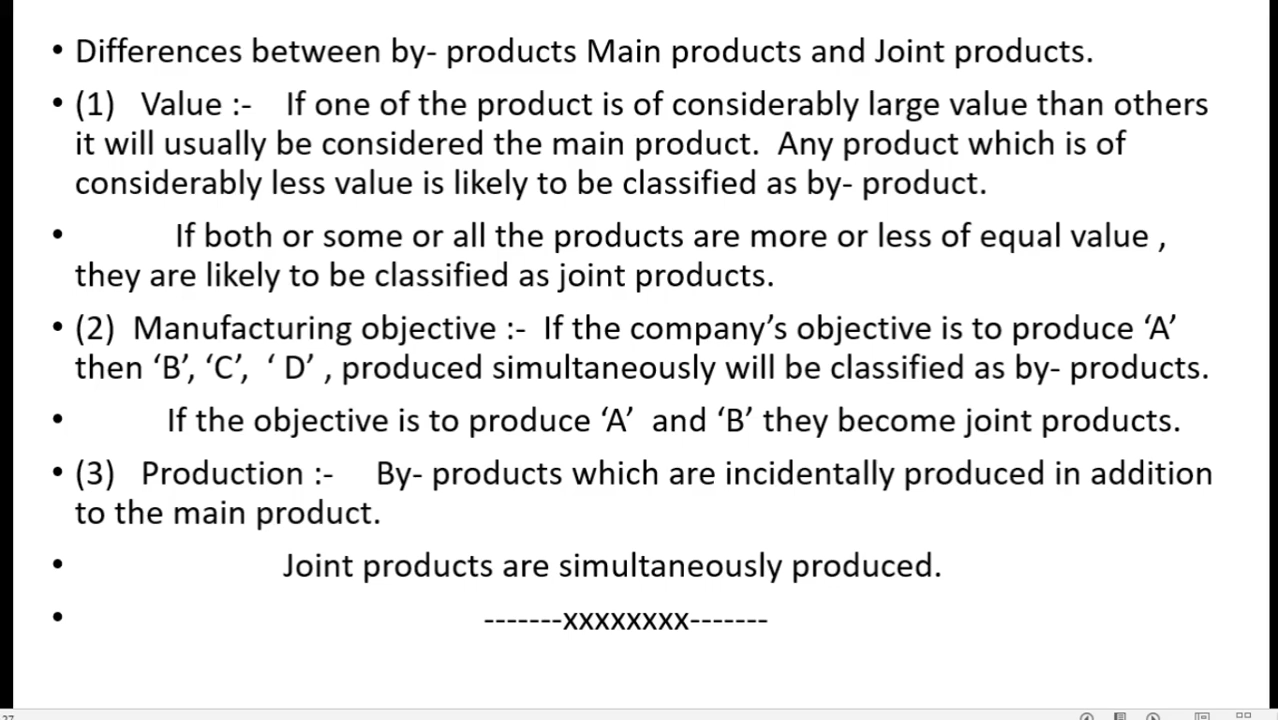 • Differences between by- products Main products and Joint products.
• (1) Value :- If one of the product is of considerably large value than others
it will usually be considered the main product. Any product which is of
considerably less value is likely to be classified as by- product.
• If both or some or all the products are more or less of equal value ,
they are likely to be classified as joint products.
• (2) Manufacturing objective :- If the company’s objective is to produce ‘A’
then ‘B’, ‘C’, ‘ D’ , produced simultaneously will be classified as by- products.
• If the objective is to produce ‘A’ and ‘B’ they become joint products.
• (3) Production :- By- products which are incidentally produced in addition
to the main product.
• Joint products are simultaneously produced.
• -------xxxxxxxx-------